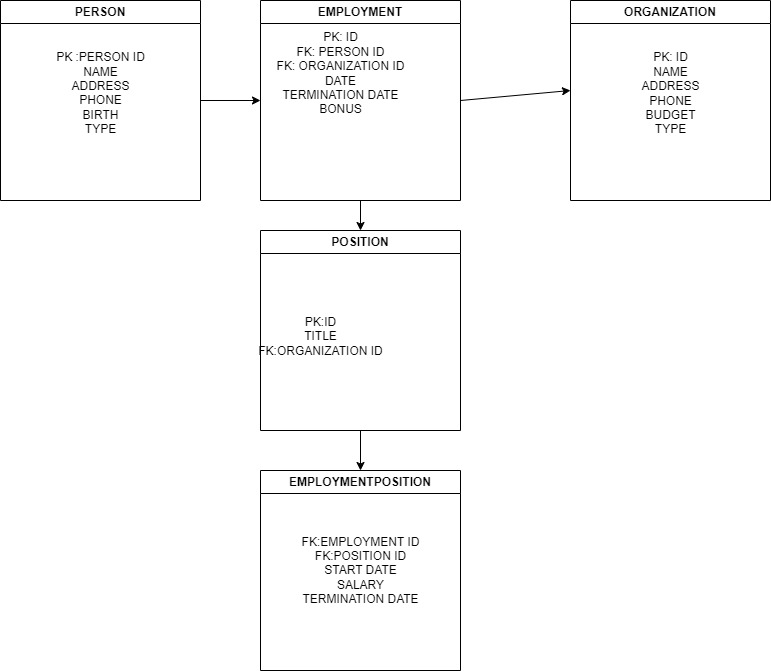 PERSON
PK :PERSON ID
NAME
ADDRESS
PHONE
BIRTH
TYPE
EMPLOYMENT
PK: ID
FK: PERSON ID
FK: ORGANIZATION ID
DATE
TERMINATION DATE
BONUS
ORGANIZATION
PK: ID
NAME
ADDRESS
PHONE
BUDGET
TYPE
POSITION
PK:ID
TITLE
FK:ORGANIZATION ID
EMPLOYMENTPOSITION
FK:EMPLOYMENT ID
FK:POSITION ID
START DATE
SALARY
TERMINATION DATE